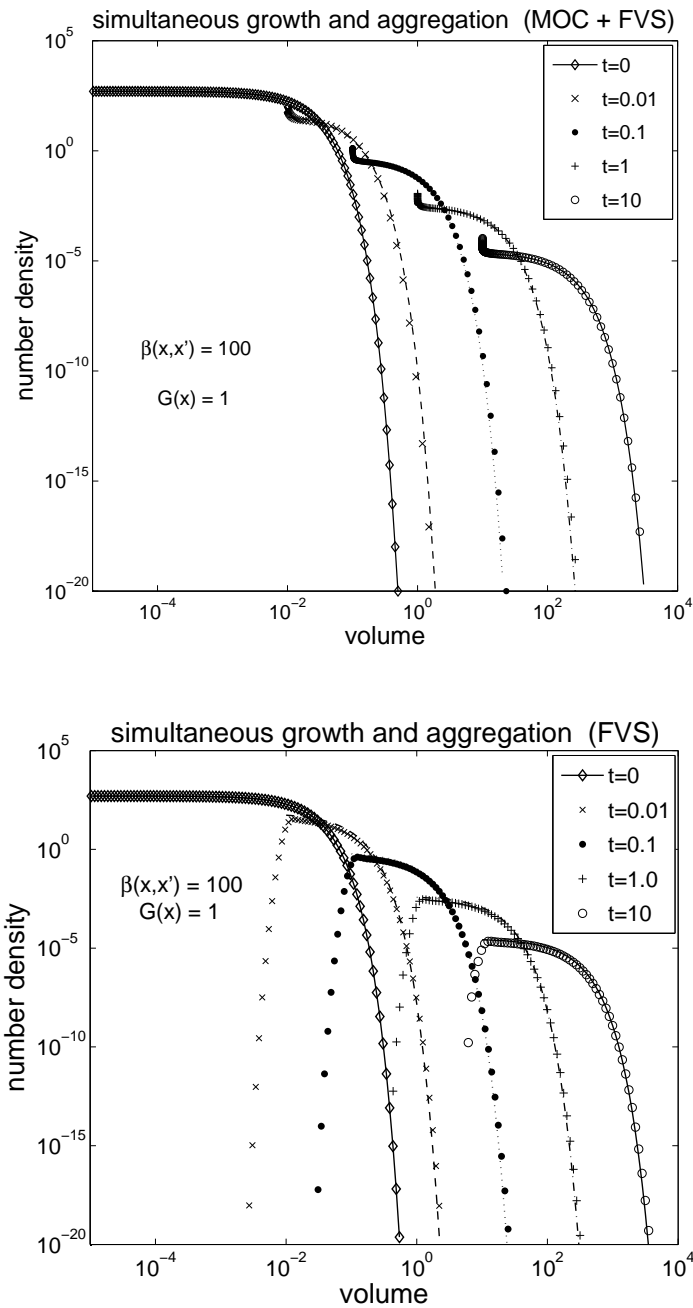 simultaneous growth and aggregation (MOC + FVS)
10^5
10^0
10^−5
10^−10
10^−15
10^−20
number density
β(x,x') = 100
G(x) = 1
t=0
t=0.01
t=0.1
t=1
t=10
10^−4
10^−2
10^0
10^2
10^4
volume
simultaneous growth and aggregation (FVS)
10^5
10^0
10^−5
10^−10
10^−15
10^−20
number density
β(x,x') = 100
G(x) = 1
t=0
t=0.01
t=0.1
t=1.0
t=10
10^−4
10^−2
10^0
10^2
10^4
volume